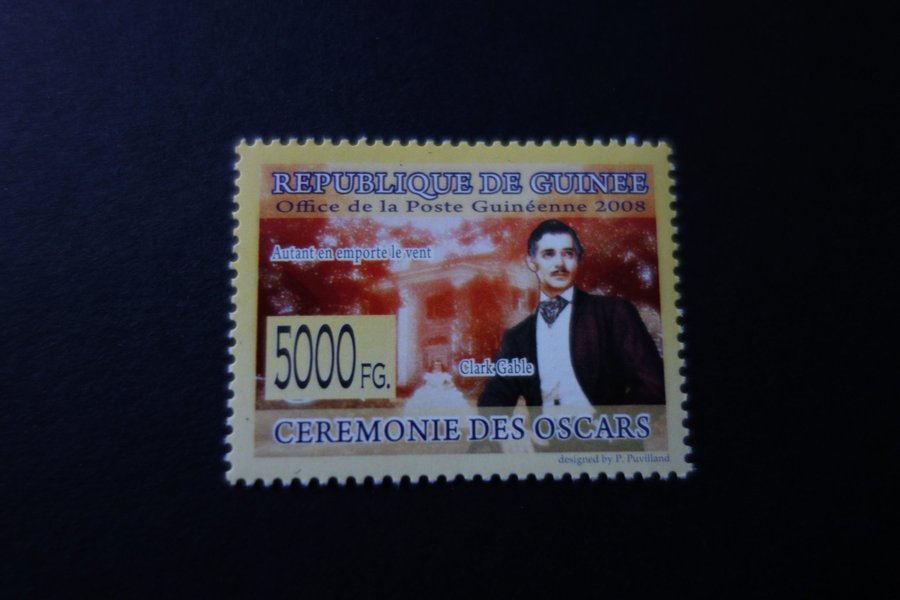 REPUBLIQUE DE GUINEE
Office de la Poste Guinéenne 2008
Autant en emporte le vent
5000 FG.
Clark Gable
CEREMONIE DES OSCARS
designed by P. Puvilland